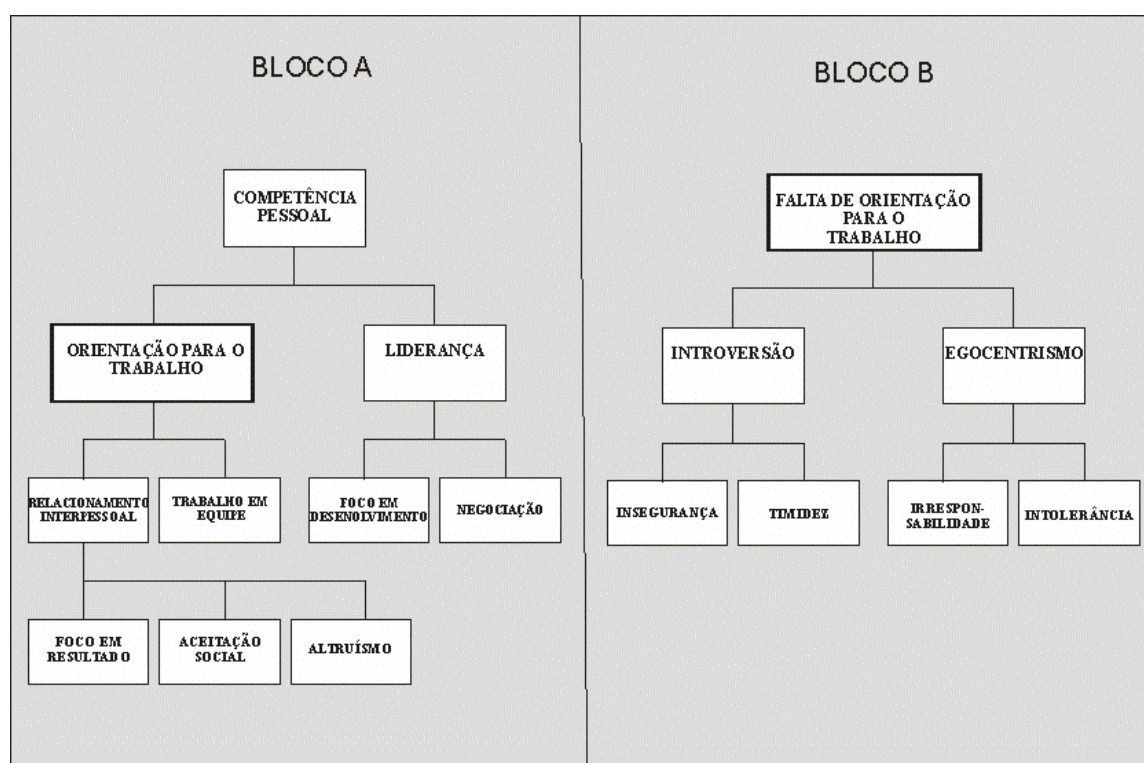 BLOCO A
COMPETÊNCIA
PESSOAL
ORIENTAÇÃO PARA O
TRABALHO
LIDERANÇA
RELACIONAMENTO
INTERPESSOAL
TRABALHO EM
EQUIPE
FOCO EM
DESENOLVIMENTO
NEGOCIAÇÃO
FOCO EM
RESULTADO
ACEITAÇÃO
SOCIAL
ALTRUÍSMO
BLOCO B
FALTA DE ORIENTAÇÃO
PARA O
TRABALHO
INTROVERSÃO
EGOCENTRISMO
INSEGURANÇA
TIMIDEZ
IRRESPON-
SABILIDADE
INTOLERÂNCIA